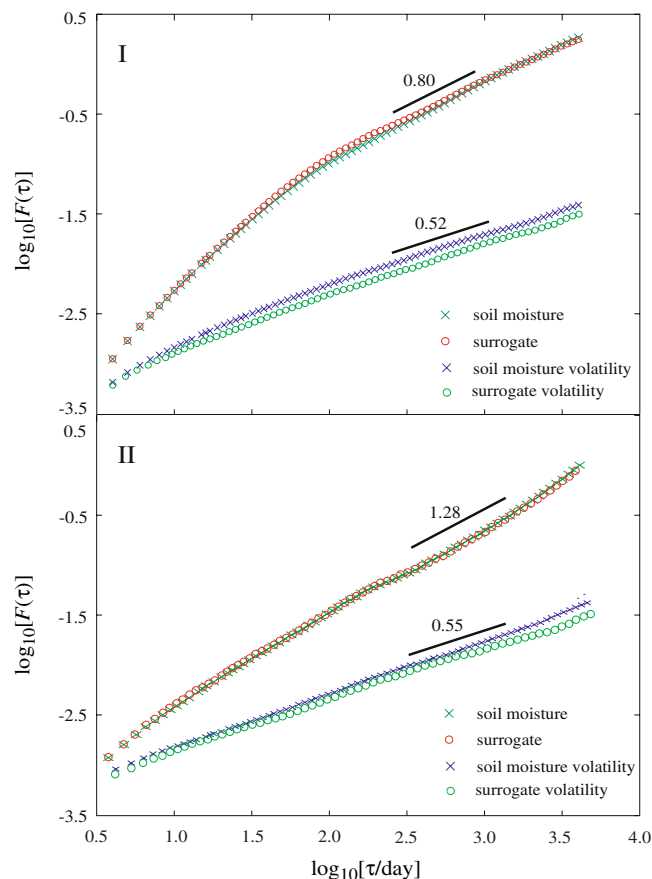 0.5
I
0.80
-0.5
log10[F(τ)]
-1.5
0.52
soil moisture
-2.5
surrogate
soil moisture volatility
surrogate volatility
-3.5
0.5
II
-0.5
1.28
log10[F(τ)]
-1.5
0.55
soil moisture
-2.5
surrogate
soil moisture volatility
surrogate volatility
-3.5
0.5 1.0 1.5 2.0 2.5 3.0 3.5 4.0
log10[τ/day]